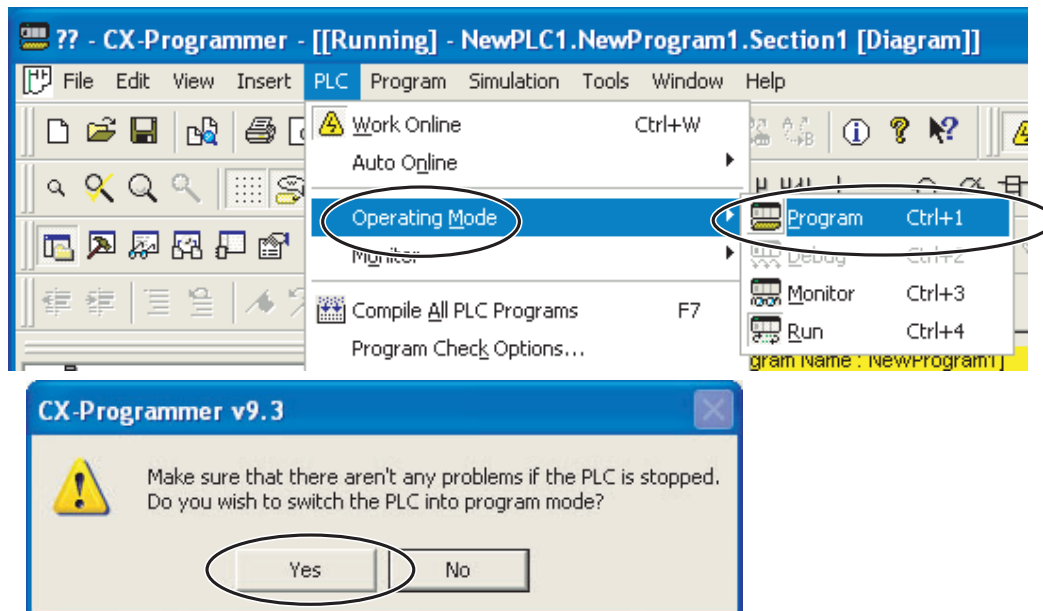 ?? - CX-Programmer - [[Running] - NewPLC1.NewProgram1.Section1 [Diagram]]
File Edit View Insert PLC Program Simulation Tools Window Help
Work Online Ctrl+W
Auto Online
Operating Mode
Program Ctrl+1
Monitor
Debug Ctrl+2
Monitor Ctrl+3
Compile All PLC Programs F7
Run Ctrl+4
Program Check Options...
gram Name : NewProgram1]
CX-Programmer v9.3
Make sure that there aren't any problems if the PLC is stopped.
Do you wish to switch the PLC into program mode?
Yes No